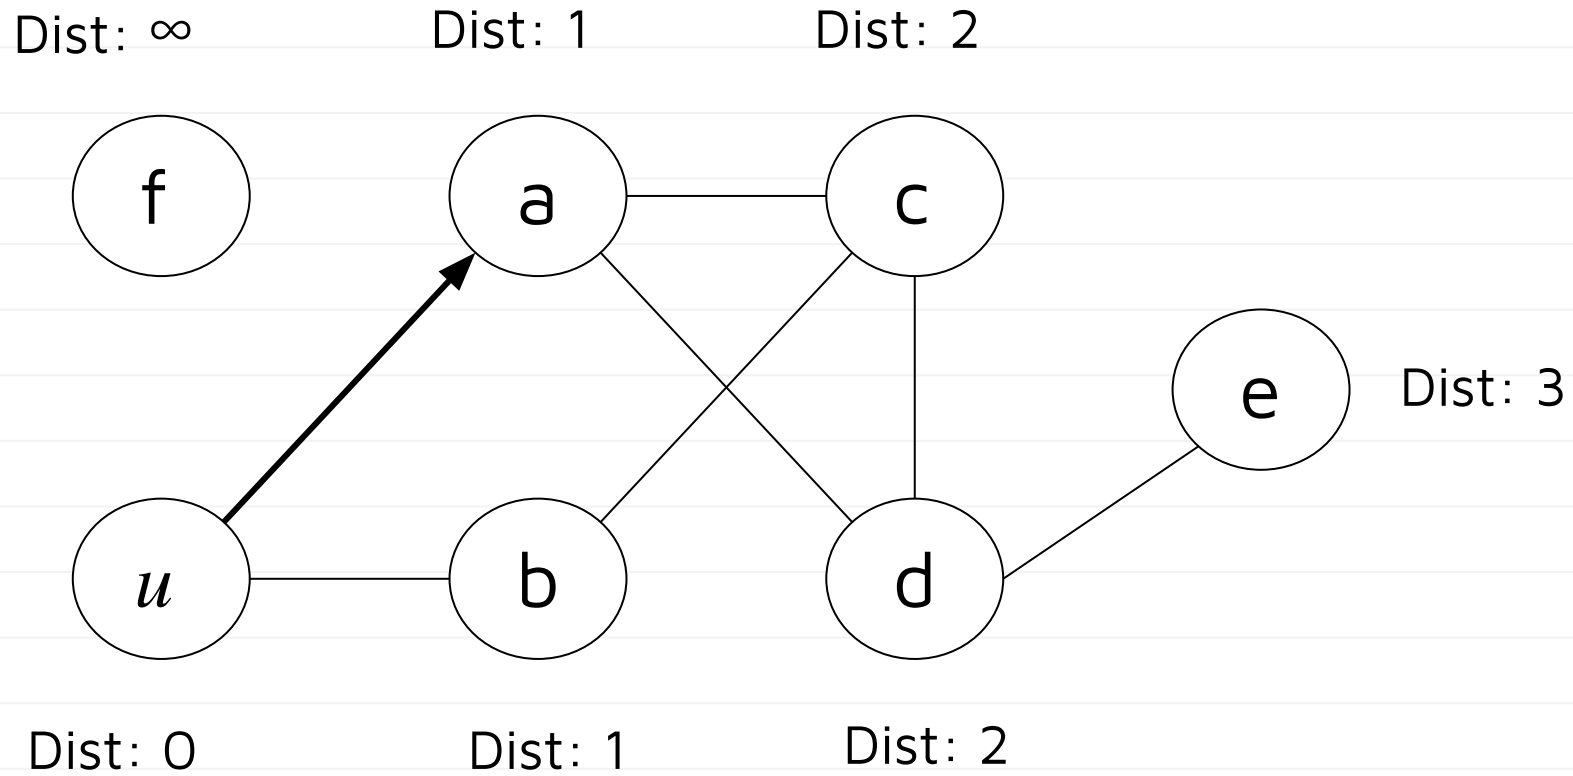 Dist: ∞
Dist: 1
Dist: 2
f
a
c
e
Dist: 3
u
b
d
Dist: 0
Dist: 1
Dist: 2